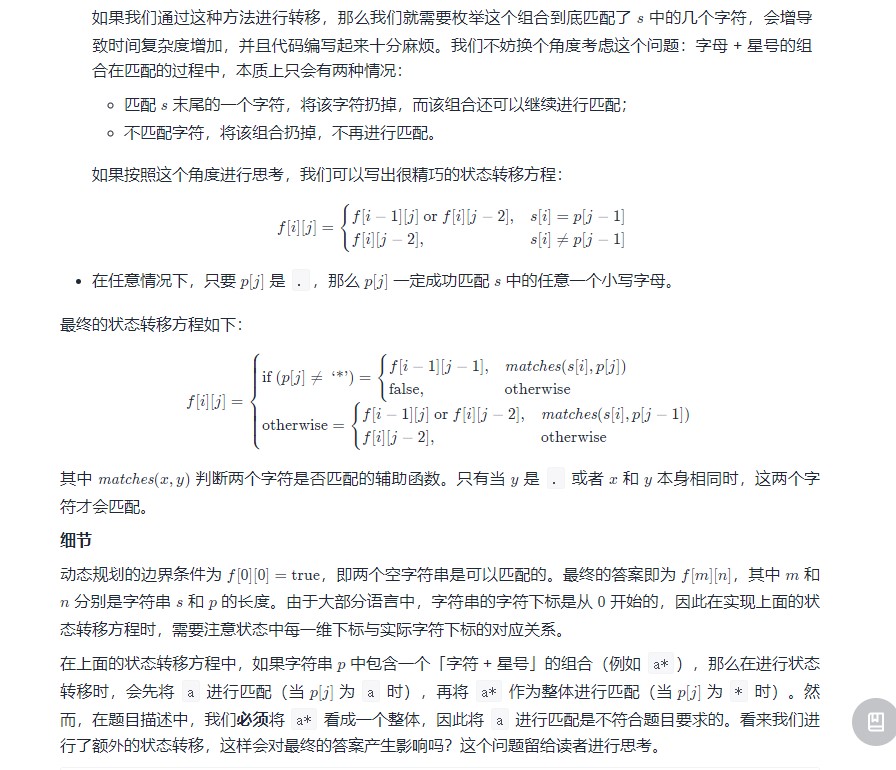 如果我们通过这种方法进行转移，那么我们就需要枚举这个组合到底匹配了 s 中的几个字符，会增导
致时间复杂度增加，并且代码编写起来十分麻烦。我们不妨换个角度考虑这个问题：字母 + 星号的组
合在匹配的过程中，本质上只会有两种情况：
○ 匹配 s 末尾的一个字符，将该字符扔掉，而该组合还可以继续进行匹配；
○ 不匹配字符，将该组合扔掉，不再进行匹配。
如果按照这个角度进行思考，我们可以写出很精巧的状态转移方程：
f[i][j] = { f[i − 1][j] or f[i][j − 2], s[i] = p[j − 1]
f[i][j − 2], s[i] ≠ p[j − 1]
• 在任意情况下，只要 p[j] 是 . ，那么 p[j] 一定成功匹配 s 中的任意一个小写字母。
最终的状态转移方程如下：
f[i][j] = { if (p[j] ≠ ‘*’) = { f[i − 1][j − 1], matches(s[i], p[j])
false, otherwise
otherwise = { f[i − 1][j] or f[i][j − 2], matches(s[i], p[j − 1])
f[i][j − 2], otherwise
其中 matches(x, y) 判断两个字符是否匹配的辅助函数。只有当 y 是 . 或者 x 和 y 本身相同时，这两个字
符才会匹配。
细节
动态规划的边界条件为 f[0][0] = true，即两个空字符串是可以匹配的。最终的答案即为 f[m][n]，其中 m 和
n 分别是字符串 s 和 p 的长度。由于大部分语言中，字符串的字符下标是从 0 开始的，因此在实现上面的状
态转移方程时，需要注意状态中每一维下标与实际字符下标的对应关系。
在上面的状态转移方程中，如果字符串 p 中包含一个「字符 + 星号」的组合（例如 a* ），那么在进行状态
转移时，会先将 a 进行匹配（当 p[j] 为 a 时），再将 a* 作为整体进行匹配（当 p[j] 为 * 时）。然
而，在题目描述中，我们必须将 a* 看成一个整体，因此将 a 进行匹配是不符合题目要求的。看来我们进
行了额外的状态转移，这样会对最终的答案产生影响吗？这个问题留给读者进行思考。